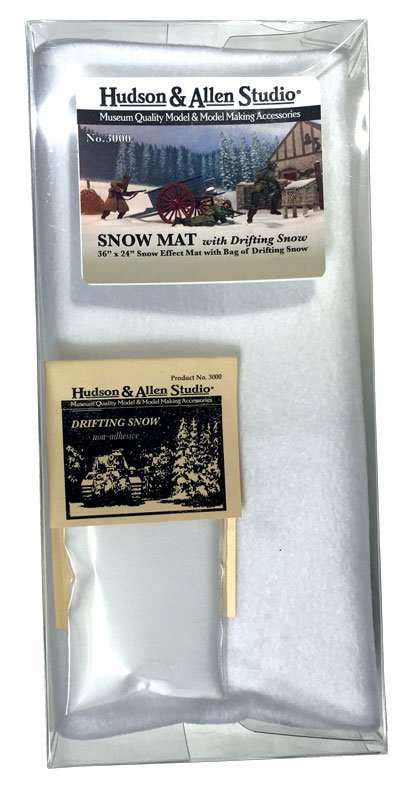 Hudson & Allen Studio®
Museum Quality Model & Model Making Accessories
No.3000
SNOW MAT with Drifting Snow
36” x 24” Snow Effect Mat with Bag of Drifting Snow
Product No. 3000
Hudson & Allen Studio®
Museum Quality Model & Model Making Accessories
DRIFTING SNOW
non-adhesive